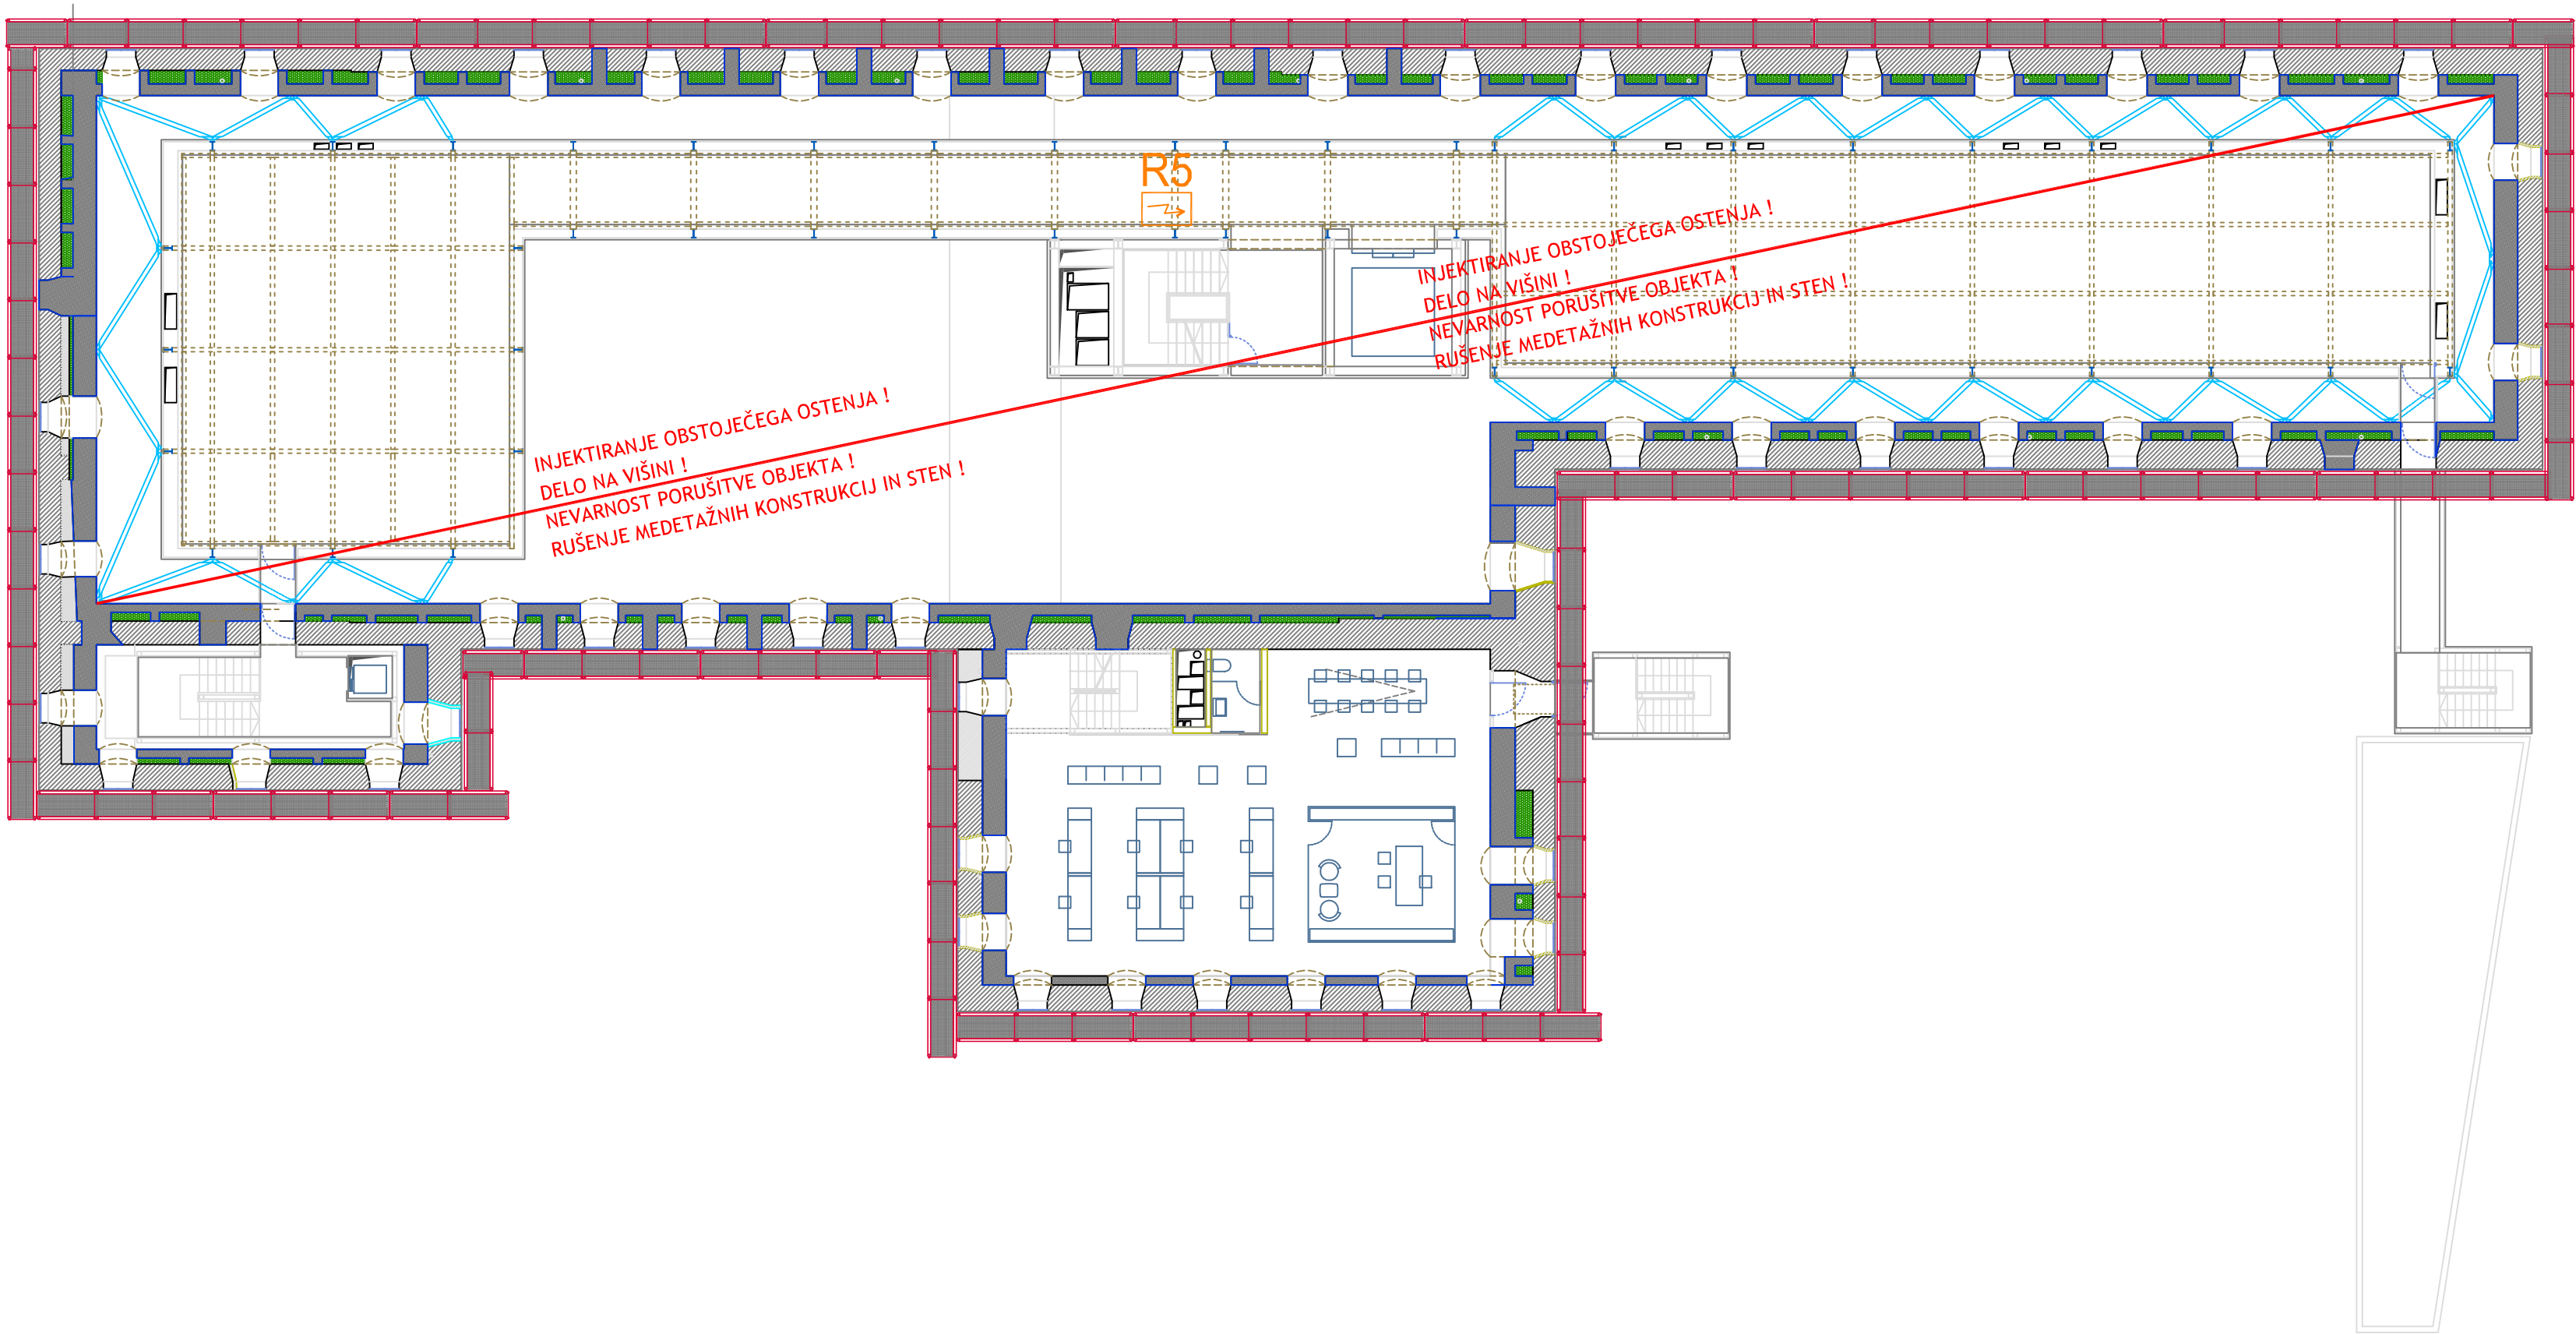 R5
INJEKTIRANJE OBSTOJEČEGA OSTENJA !
DELO NA VIŠINI !
NEVARNOST PORUŠITVE OBJEKTA !
RUŠENJE MEDETAŽNIH KONSTRUKCIJ IN STEN !
INJEKTIRANJE OBSTOJEČEGA OSTENJA !
DELO NA VIŠINI !
NEVARNOST PORUŠITVE OBJEKTA !
RUŠENJE MEDETAŽNIH KONSTRUKCIJ IN STEN !